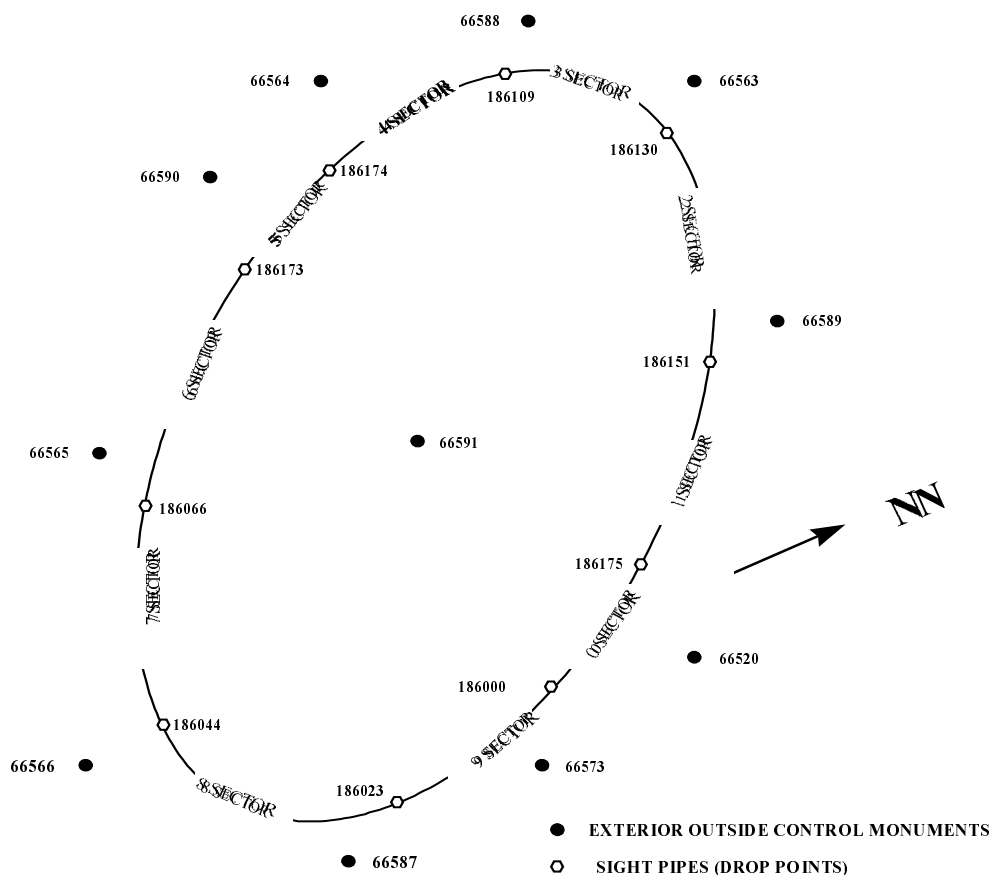 66588
66564
66563
186109
3 SECTOR
4 SECTOR
186130
66590
186174
5 SECTOR
2 SECTOR
186173
66589
6 SECTOR
186151
66565
66591
1 SECTOR
186066
N
186175
7 SECTOR
0 SECTOR
66520
186000
186044
9 SECTOR
66566
66573
8 SECTOR
186023
EXTERIOR OUTSIDE CONTROL MONUMENTS
66587
SIGHT PIPES (DROP POINTS)